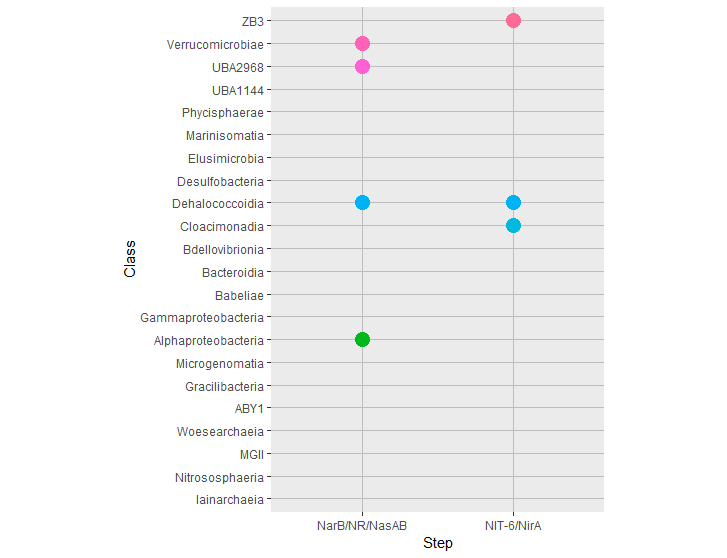 ZB3
Verrucomicrobiae
UBA2968
UBA1144
Phycisphaerae
Marinisomatia
Elusimicrobia
Desulfobacteria
Dehalococcoidia
Cloacimonadia
Bdellovibrionia
Bacteroidia
Babeliae
Gammaproteobacteria
Alphaproteobacteria
Microgenomatia
Gracilibacteria
ABY1
Woesearchaeia
MGII
Nitrososphaeria
Iainarchaeia
Class
NarB/NR/NasAB NIT-6/NirA
Step